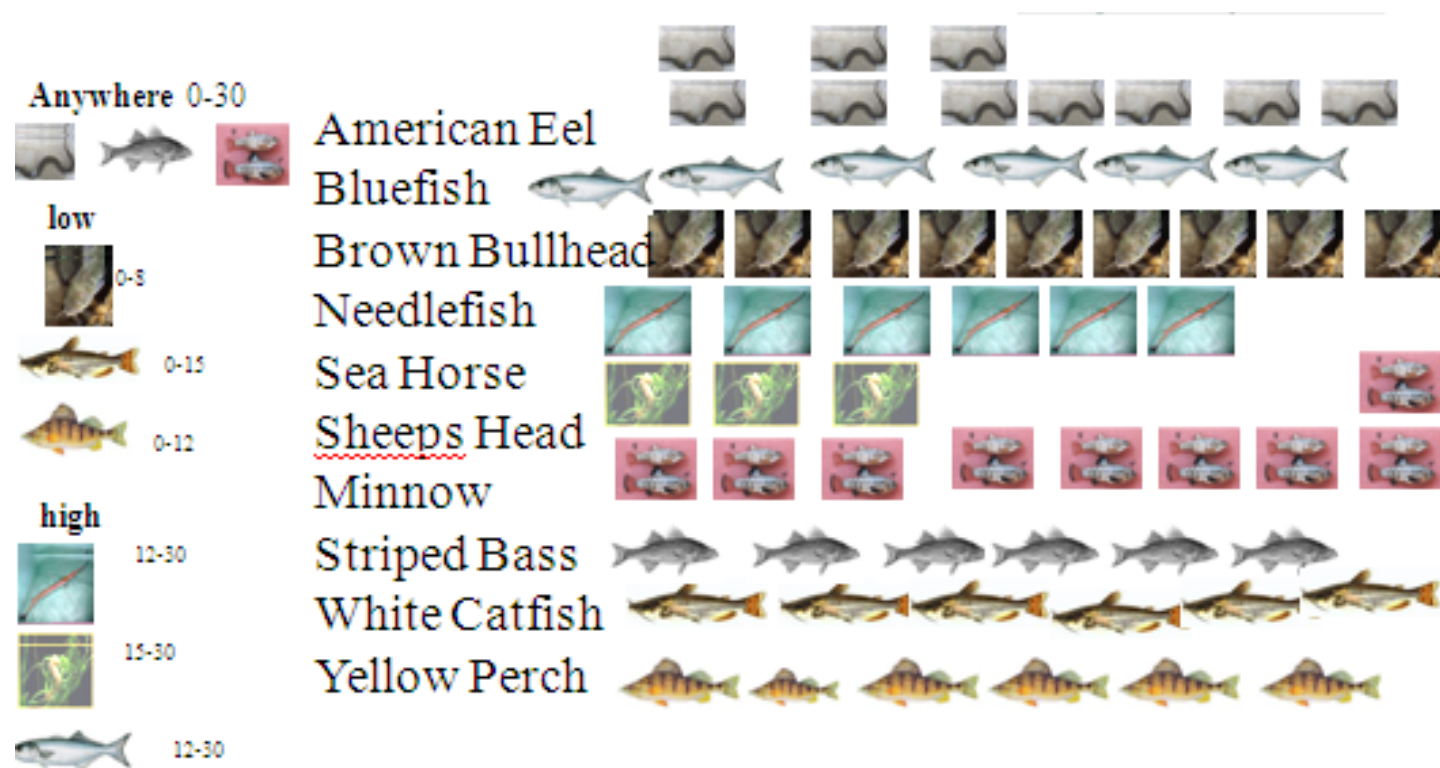 Anywhere 0-30
low
0-8
0-15
0-12
high
12-30
15-30
12-30
American Eel
Bluefish
Brown Bullhead
Needlefish
Sea Horse
Sheeps Head
Minnow
Striped Bass
White Catfish
Yellow Perch